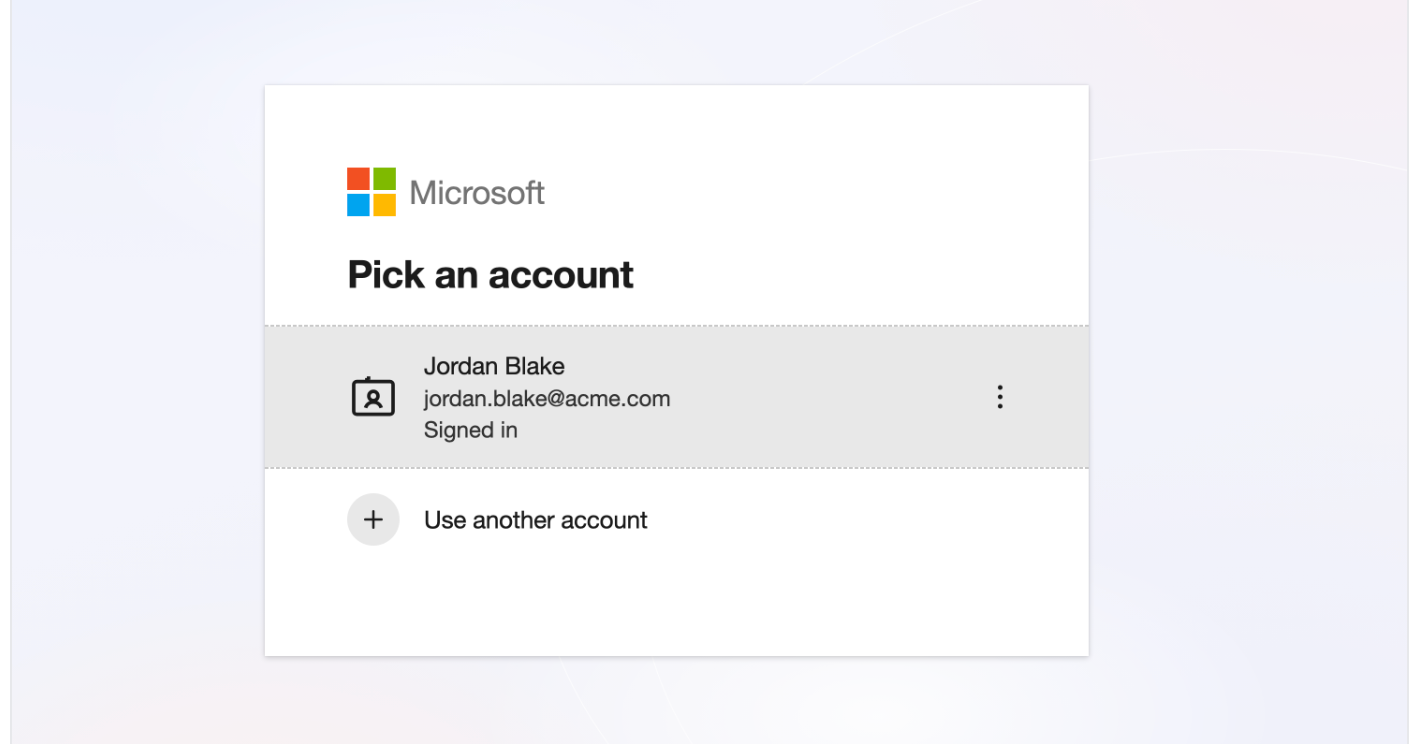 Microsoft
Pick an account
Jordan Blake
jordan.blake@acme.com
Signed in
Use another account